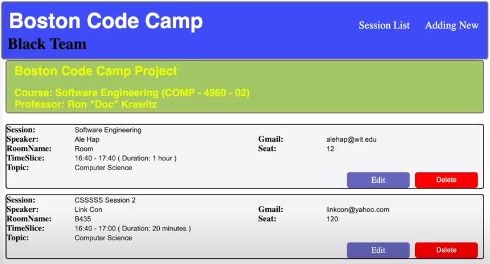 Boston Code Camp
Session List Adding New
Black Team
Boston Code Camp Project
Course: Software Engineering (COMP - 4960 - 02)
Professor: Ron "Doc" Krawitz
Session: Software Engineering
Speaker: Ale Hap Gmail: alehap@wit.edu
RoomName: Room Seat: 12
TimeSlice: 16:40 - 17:40 ( Duration: 1 hour )
Topic: Computer Science
Edit Delete
Session: CSSSSS Session 2
Speaker: Link Con Gmail: linkcon@yahoo.com
RoomName: B435 Seat: 120
TimeSlice: 16:40 - 17:00 ( Duration: 20 minutes )
Topic: Computer Science
Edit Delete